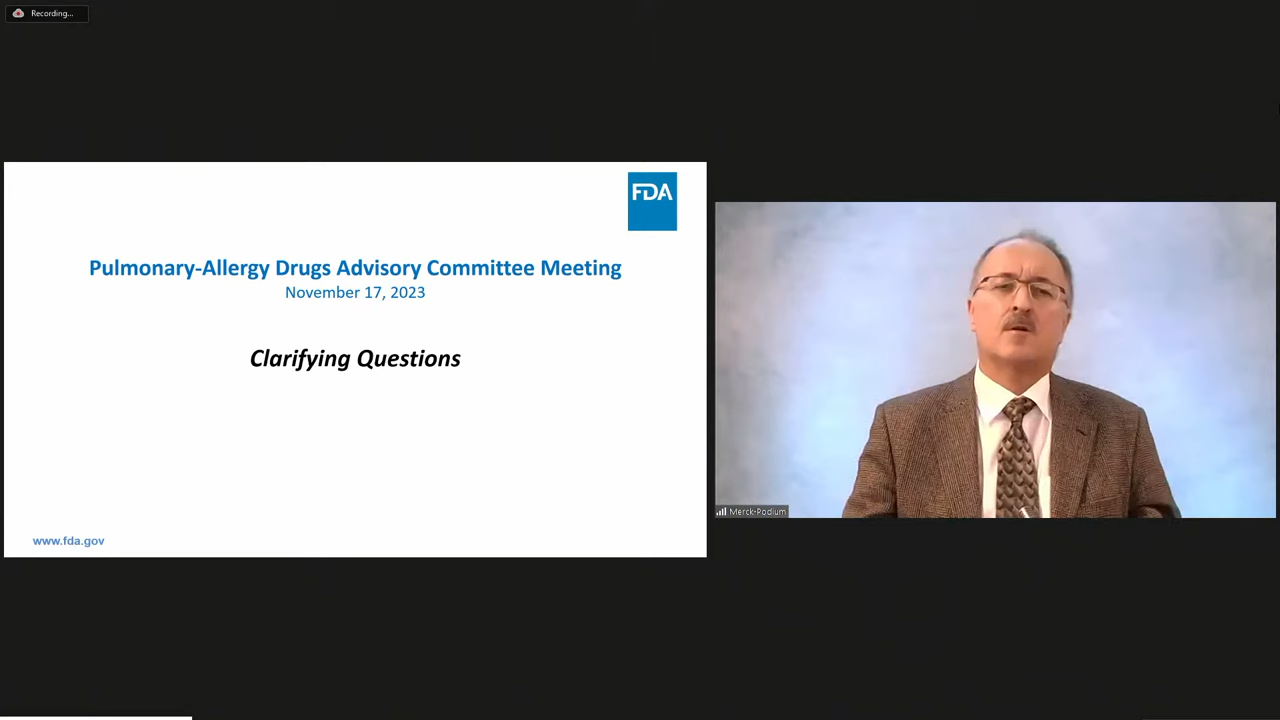 Recording...
FDA
Pulmonary-Allergy Drugs Advisory Committee Meeting
November 17, 2023
Clarifying Questions
www.fda.gov
Merck-Podium